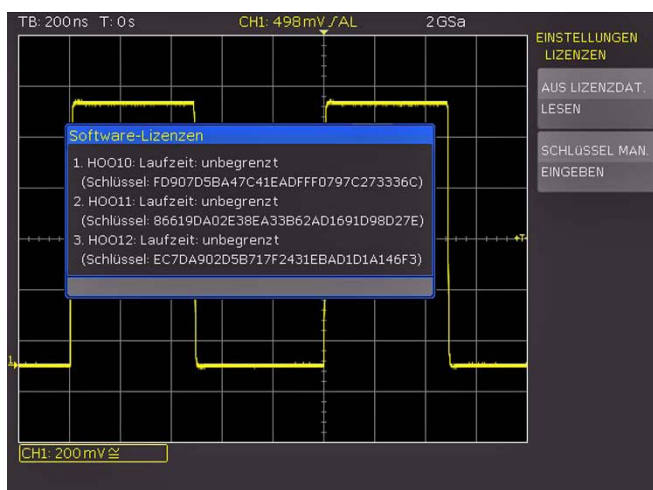 TB: 200ns T: 0s CH1: 498mV / AL 2GSa
EINSTELLUNGEN
LIZENZEN
AUS LIZENZDAT.
LESEN
SCHLÜSSEL MAN.
EINGEBEN
Software-Lizenzen
1. HOO10: Laufzeit: unbegrenzt
(Schlüssel: FD907D5BA47C41EADFFF0797C273336C)
2. HOO11: Laufzeit: unbegrenzt
(Schlüssel: 86619DA02E38EA33B62AD1691D98D27E)
3. HOO12: Laufzeit: unbegrenzt
(Schlüssel: EC7DA902D5B717F2431EBAD1D1A146F3)
T
1
CH1: 200mV≅